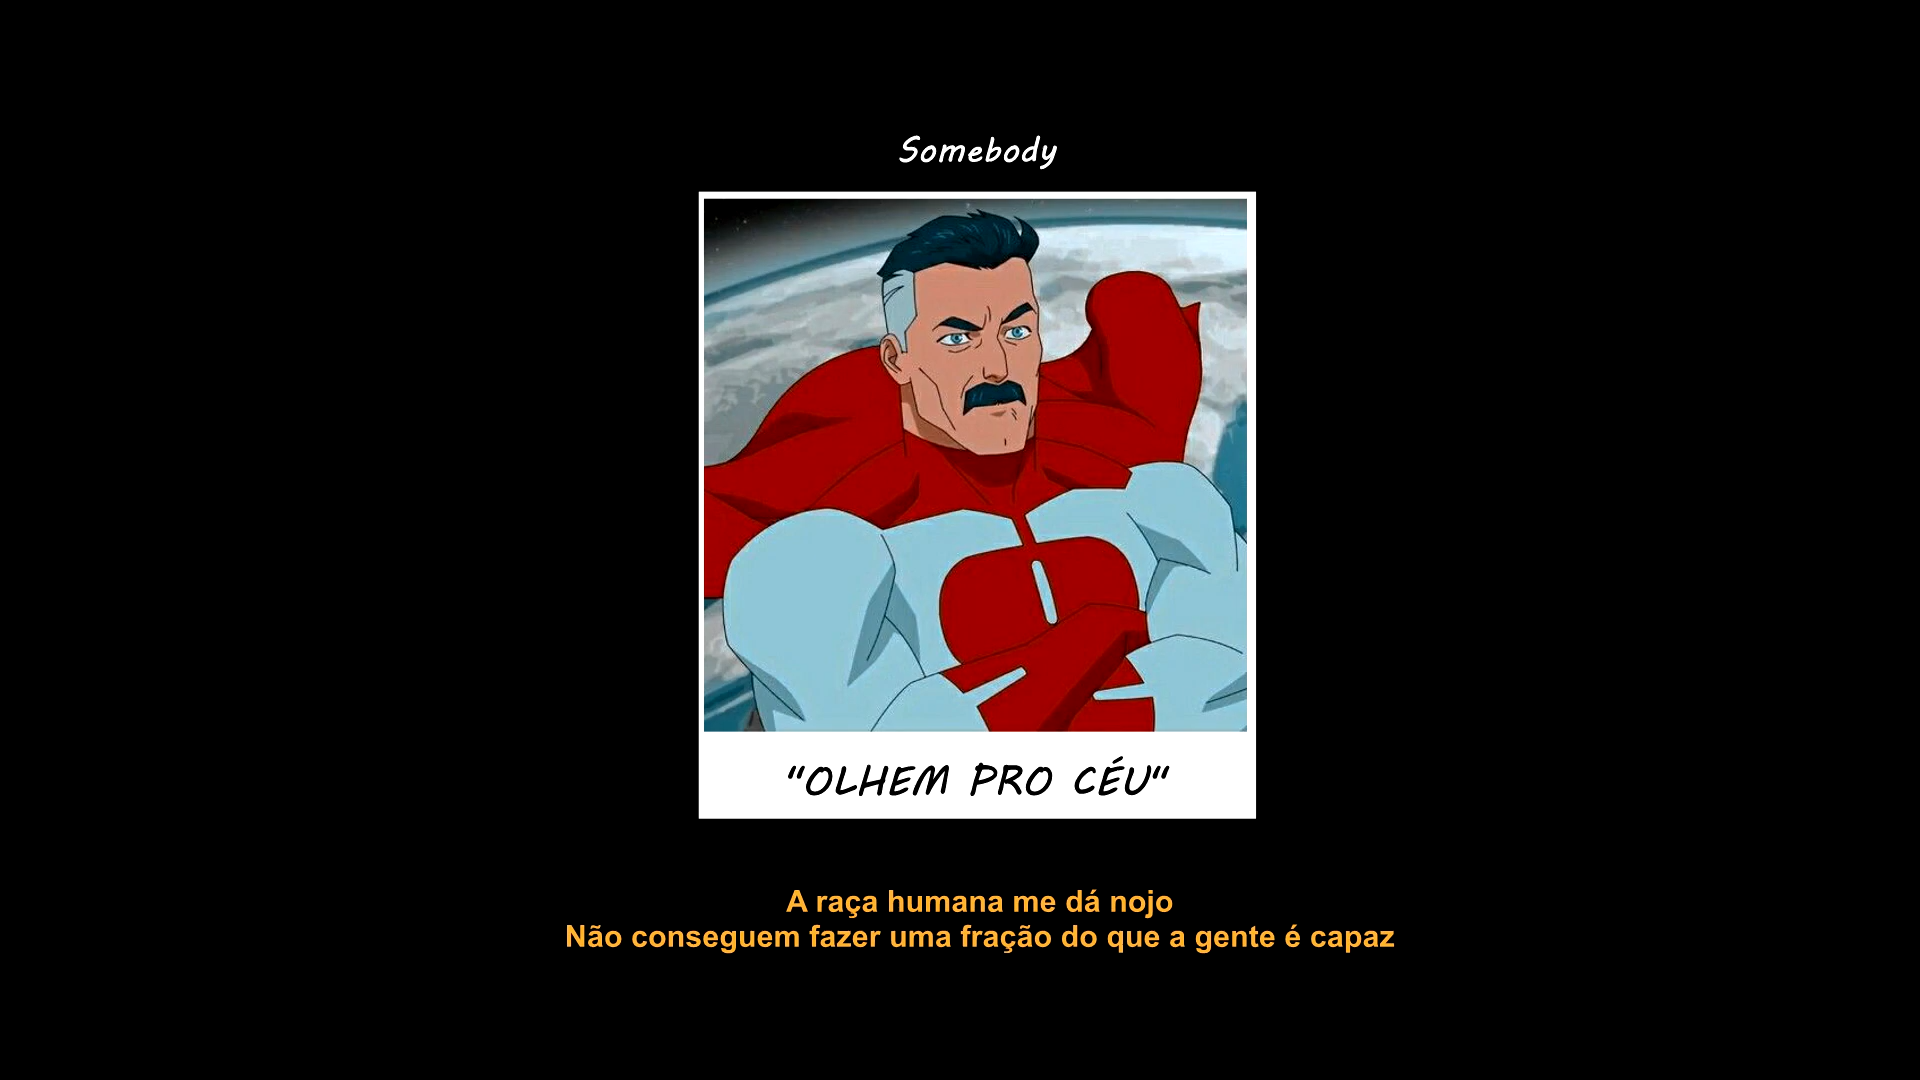 Somebody
"OLHEM PRO CÉU"
A raça humana me dá nojo
Não conseguem fazer uma fração do que a gente é capaz